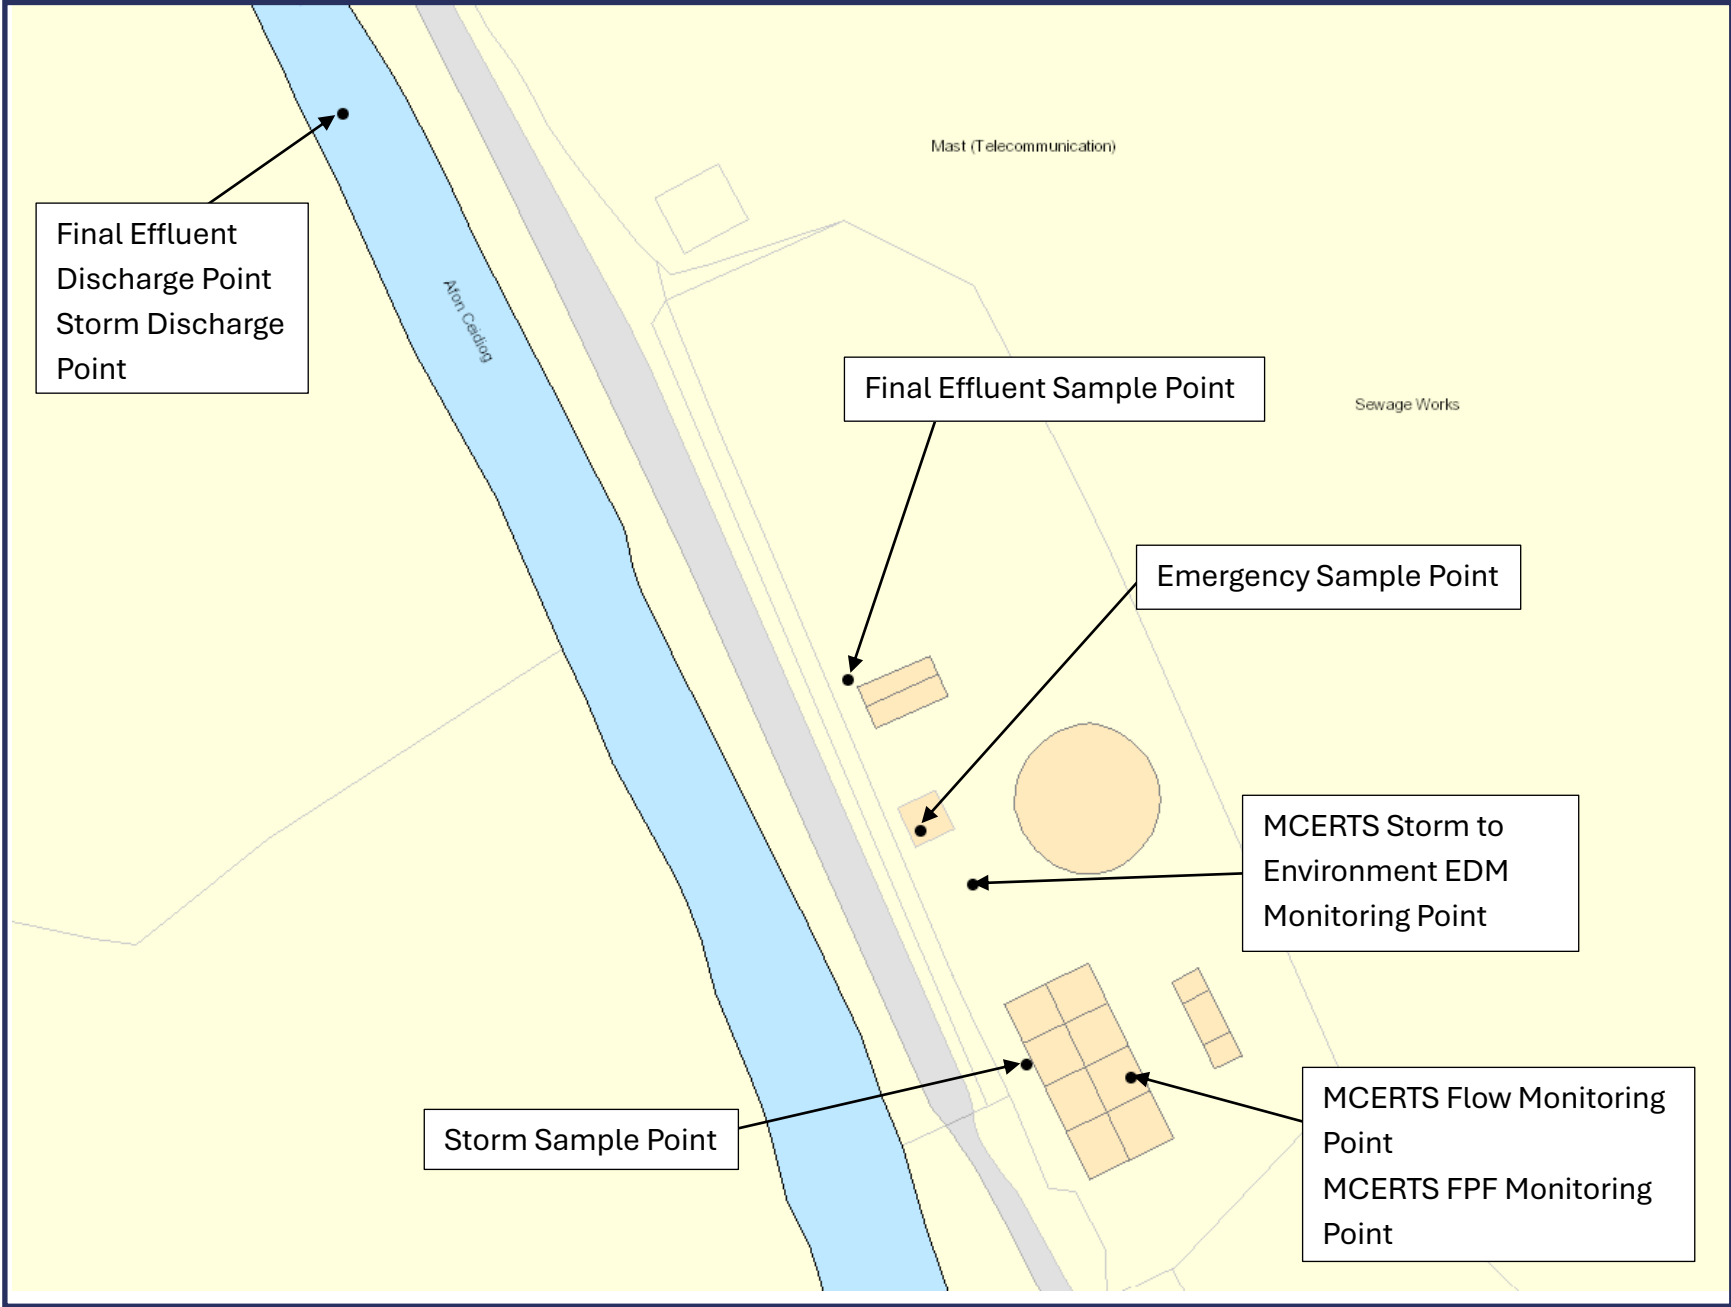 Mast (Telecommunication)
Final Effluent
Discharge Point
Storm Discharge
Point
Afon Ceidiog
Final Effluent Sample Point
Sewage Works
Emergency Sample Point
MCERTS Storm to
Environment EDM
Monitoring Point
Storm Sample Point
MCERTS Flow Monitoring
Point
MCERTS FPF Monitoring
Point